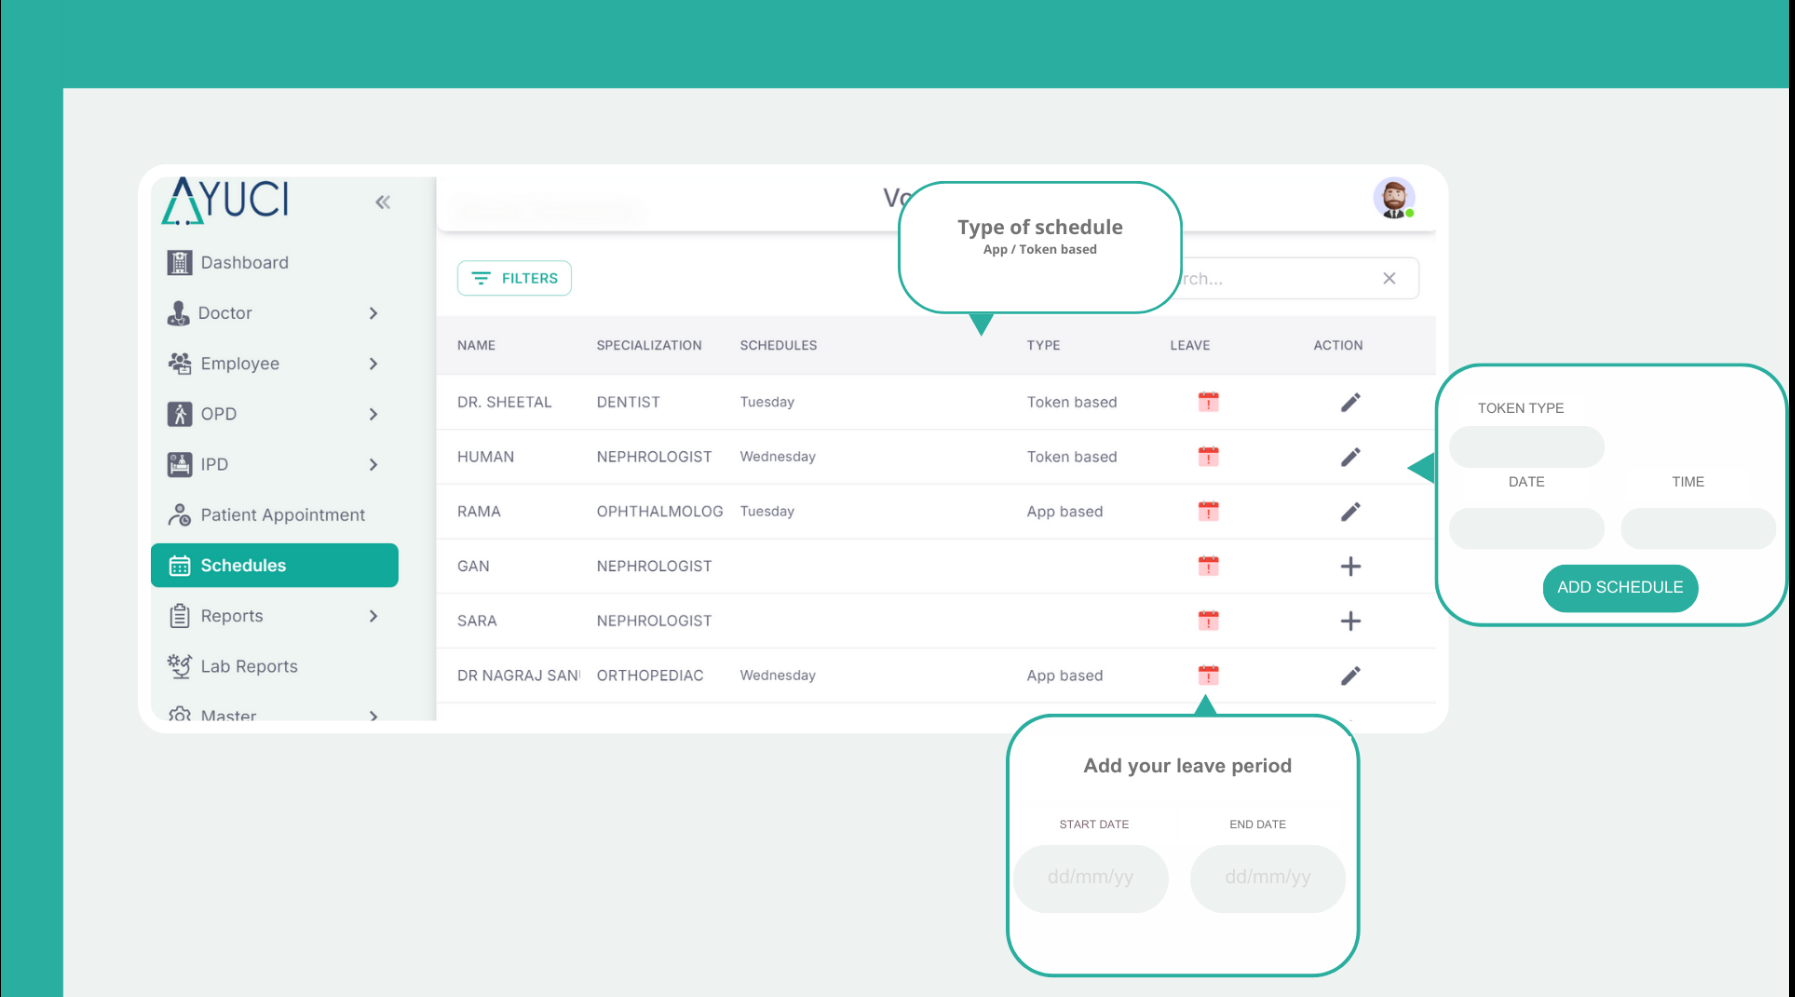 AYUCI
Dashboard
Doctor
Employee
OPD
IPD
Patient Appointment
Schedules
Reports
Lab Reports
Master
Type of schedule
App / Token based
FILTERS
NAME SPECIALIZATION SCHEDULES TYPE LEAVE ACTION
DR. SHEETAL DENTIST Tuesday Token based
HUMAN NEPHROLOGIST Wednesday Token based
RAMA OPHTHALMOLOG Tuesday App based
GAN NEPHROLOGIST
SARA NEPHROLOGIST
DR NAGRAJ SAN ORTHOPEDIAC Wednesday App based
TOKEN TYPE
DATE TIME
ADD SCHEDULE
Add your leave period
START DATE END DATE
dd/mm/yy dd/mm/yy